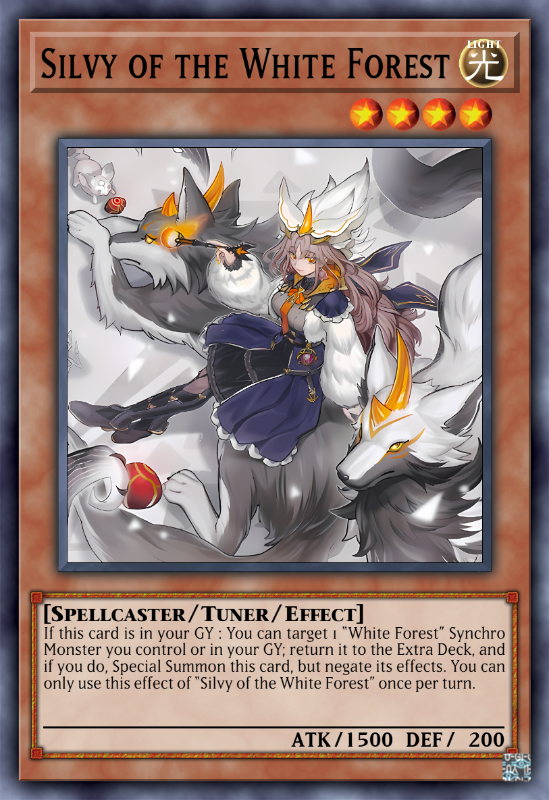 Silvy of the White Forest
LIGHT
光
[Spellcaster/Tuner/Effect]
If this card is in your GY : You can target 1 "White Forest" Synchro
Monster you control or in your GY; return it to the Extra Deck, and
if you do, Special Summon this card, but negate its effects. You can
only use this effect of "Silvy of the White Forest" once per turn.
ATK/1500 DEF/ 200